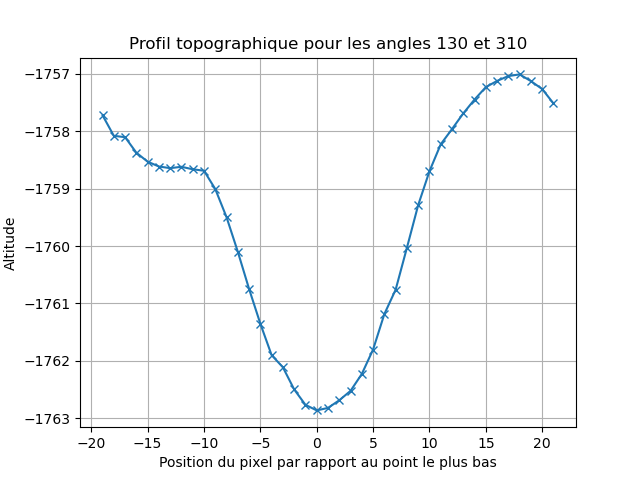 Profil topographique pour les angles 130 et 310
−1757
−1758
−1759
−1760
−1761
−1762
−1763
Altitude
−20 −15 −10 −5 0 5 10 15 20
Position du pixel par rapport au point le plus bas